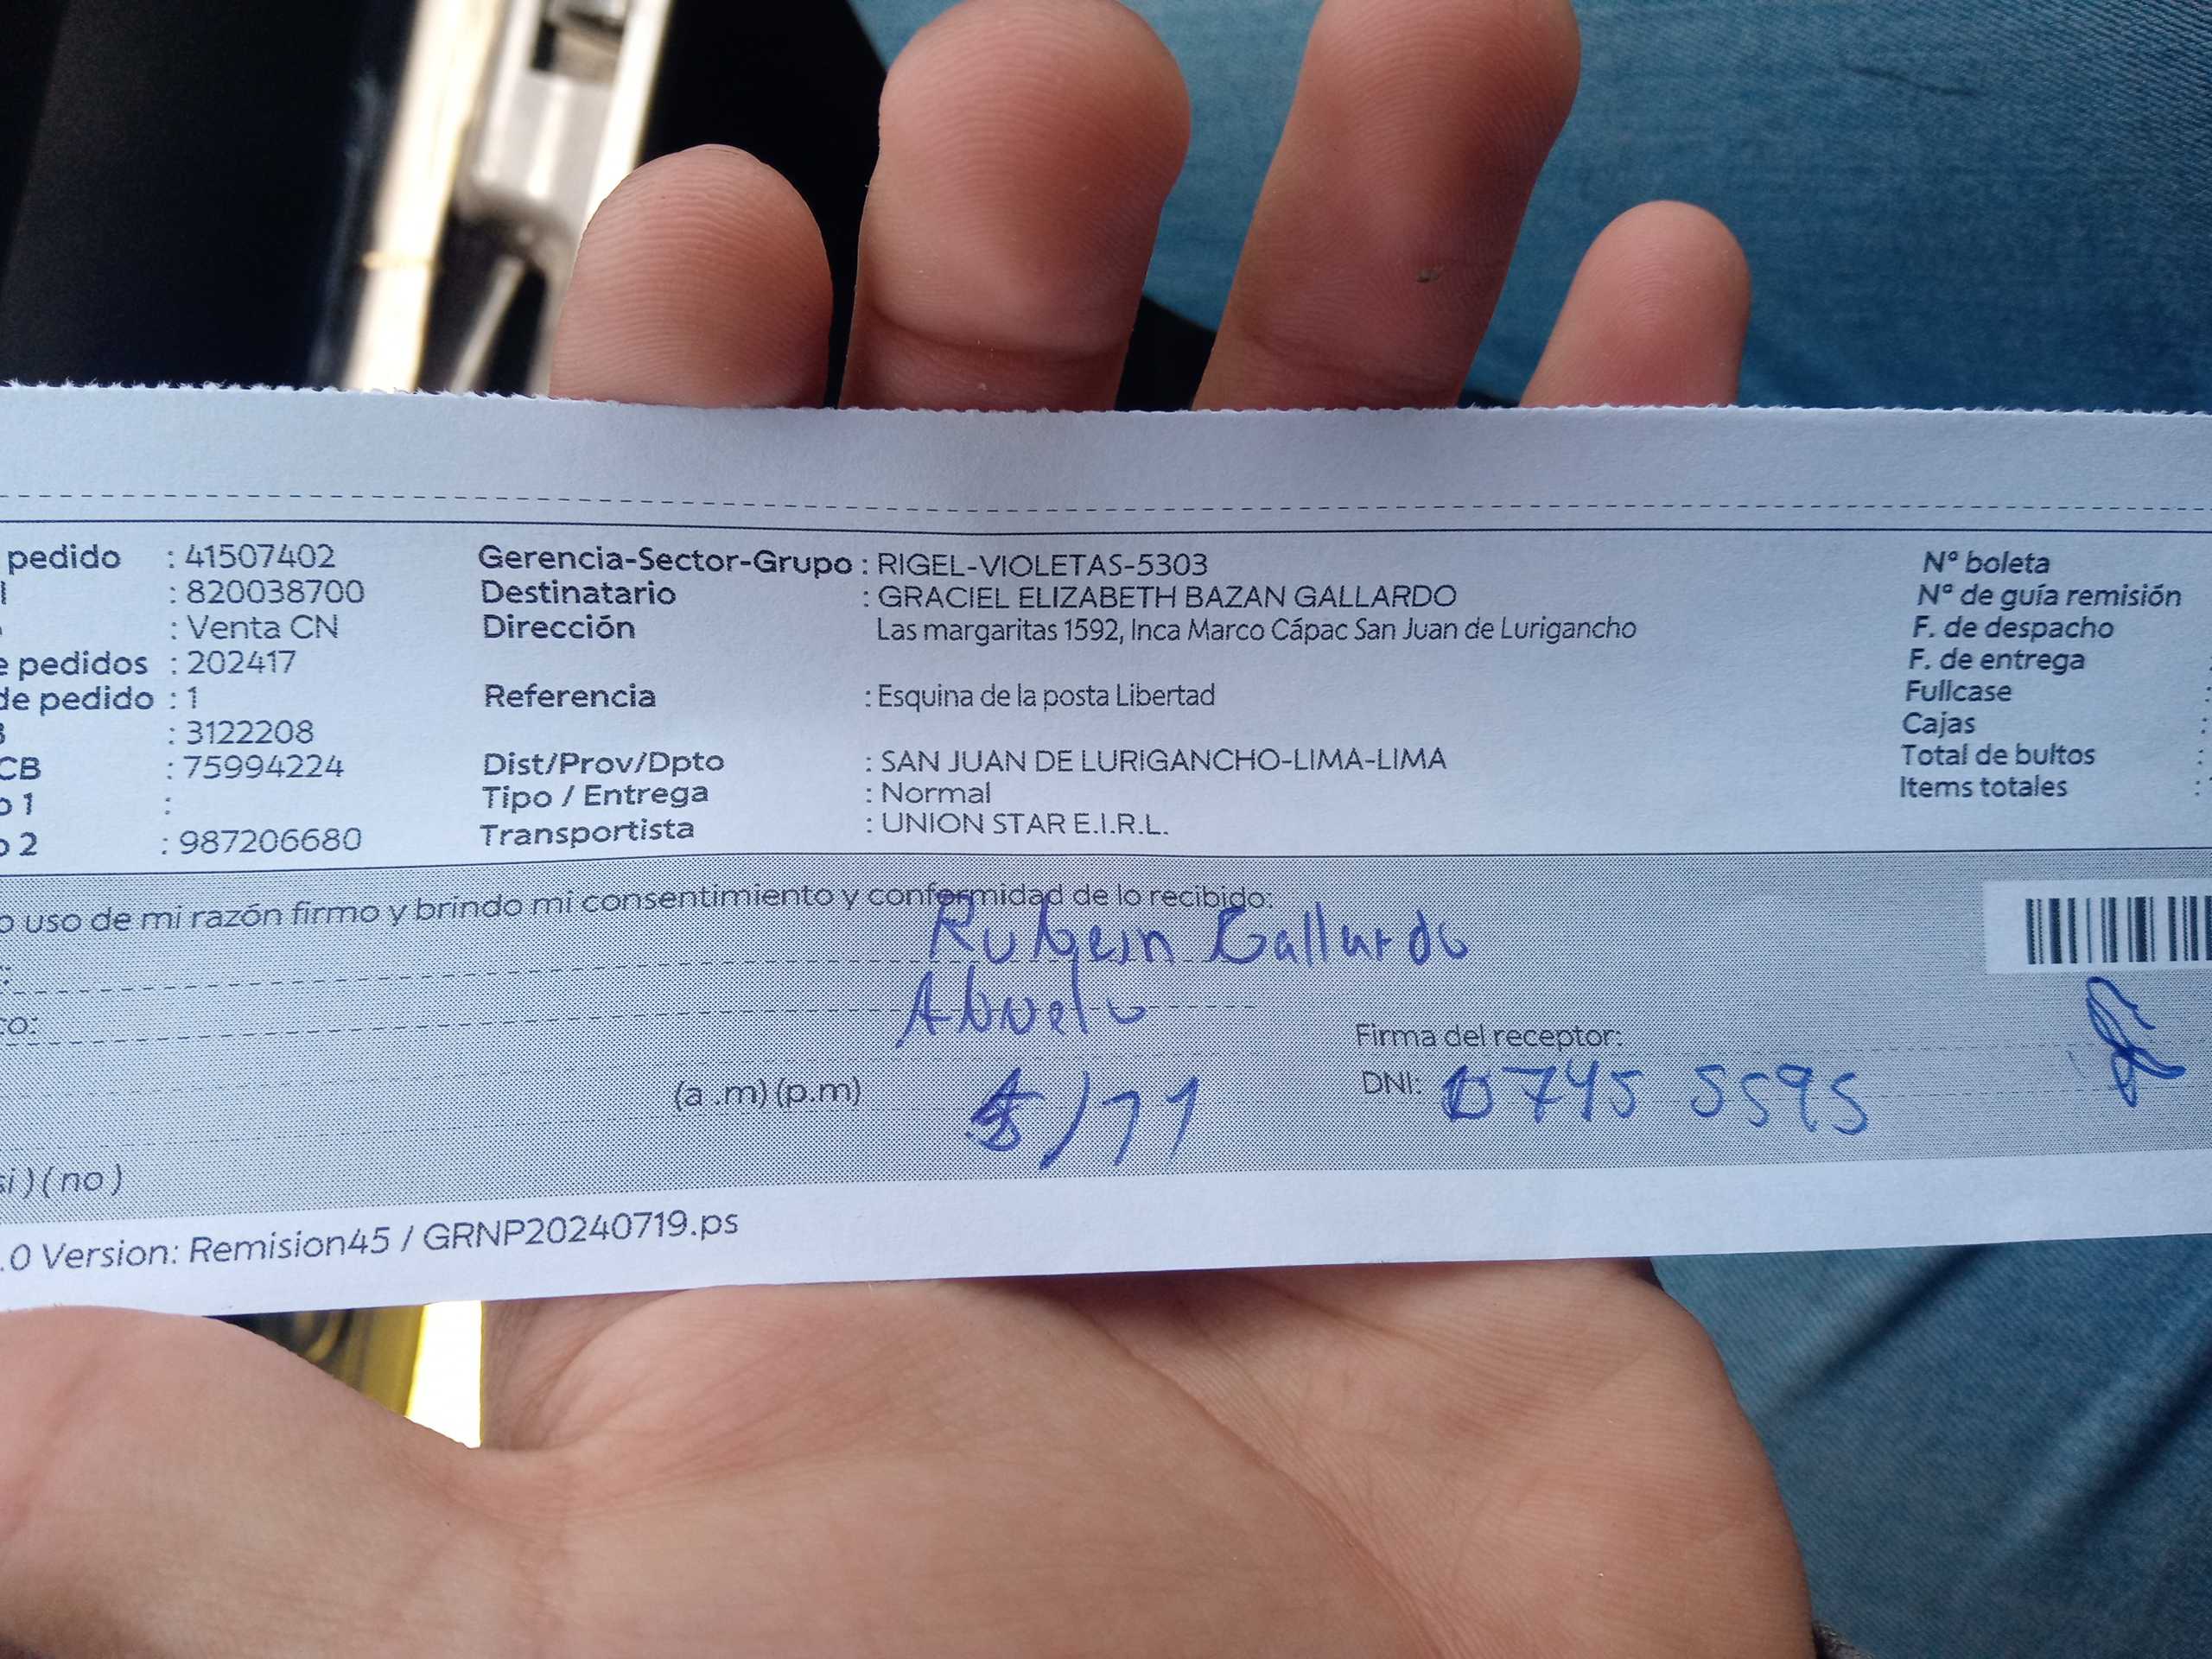 pedido : 41507402
l : 820038700
: Venta CN
e pedidos : 202417
de pedido : 1
: 3122208
CB : 75994224
o 1 :
o 2 : 987206680
Gerencia-Sector-Grupo : RIGEL-VIOLETAS-5303
Destinatario : GRACIEL ELIZABETH BAZAN GALLARDO
Dirección Las margaritas 1592, Inca Marco Cápac San Juan de Lurigancho
Referencia : Esquina de la posta Libertad
Dist/Prov/Dpto : SAN JUAN DE LURIGANCHO-LIMA-LIMA
Tipo / Entrega : Normal
Transportista : UNION STAR E.I.R.L.
N° boleta
N° de guía remisión
F. de despacho
F. de entrega :
Fullcase :
Cajas :
Total de bultos :
Items totales :
o uso de mi razón firmo y brindo mi consentimiento y conformidad de lo recibido:
Gallardo
Abuelo
co:
Firma del receptor:
(a .m) (p.m)
DNI: 0745 5595
si ) ( no )
.0 Version: Remision45 / GRNP20240719.ps